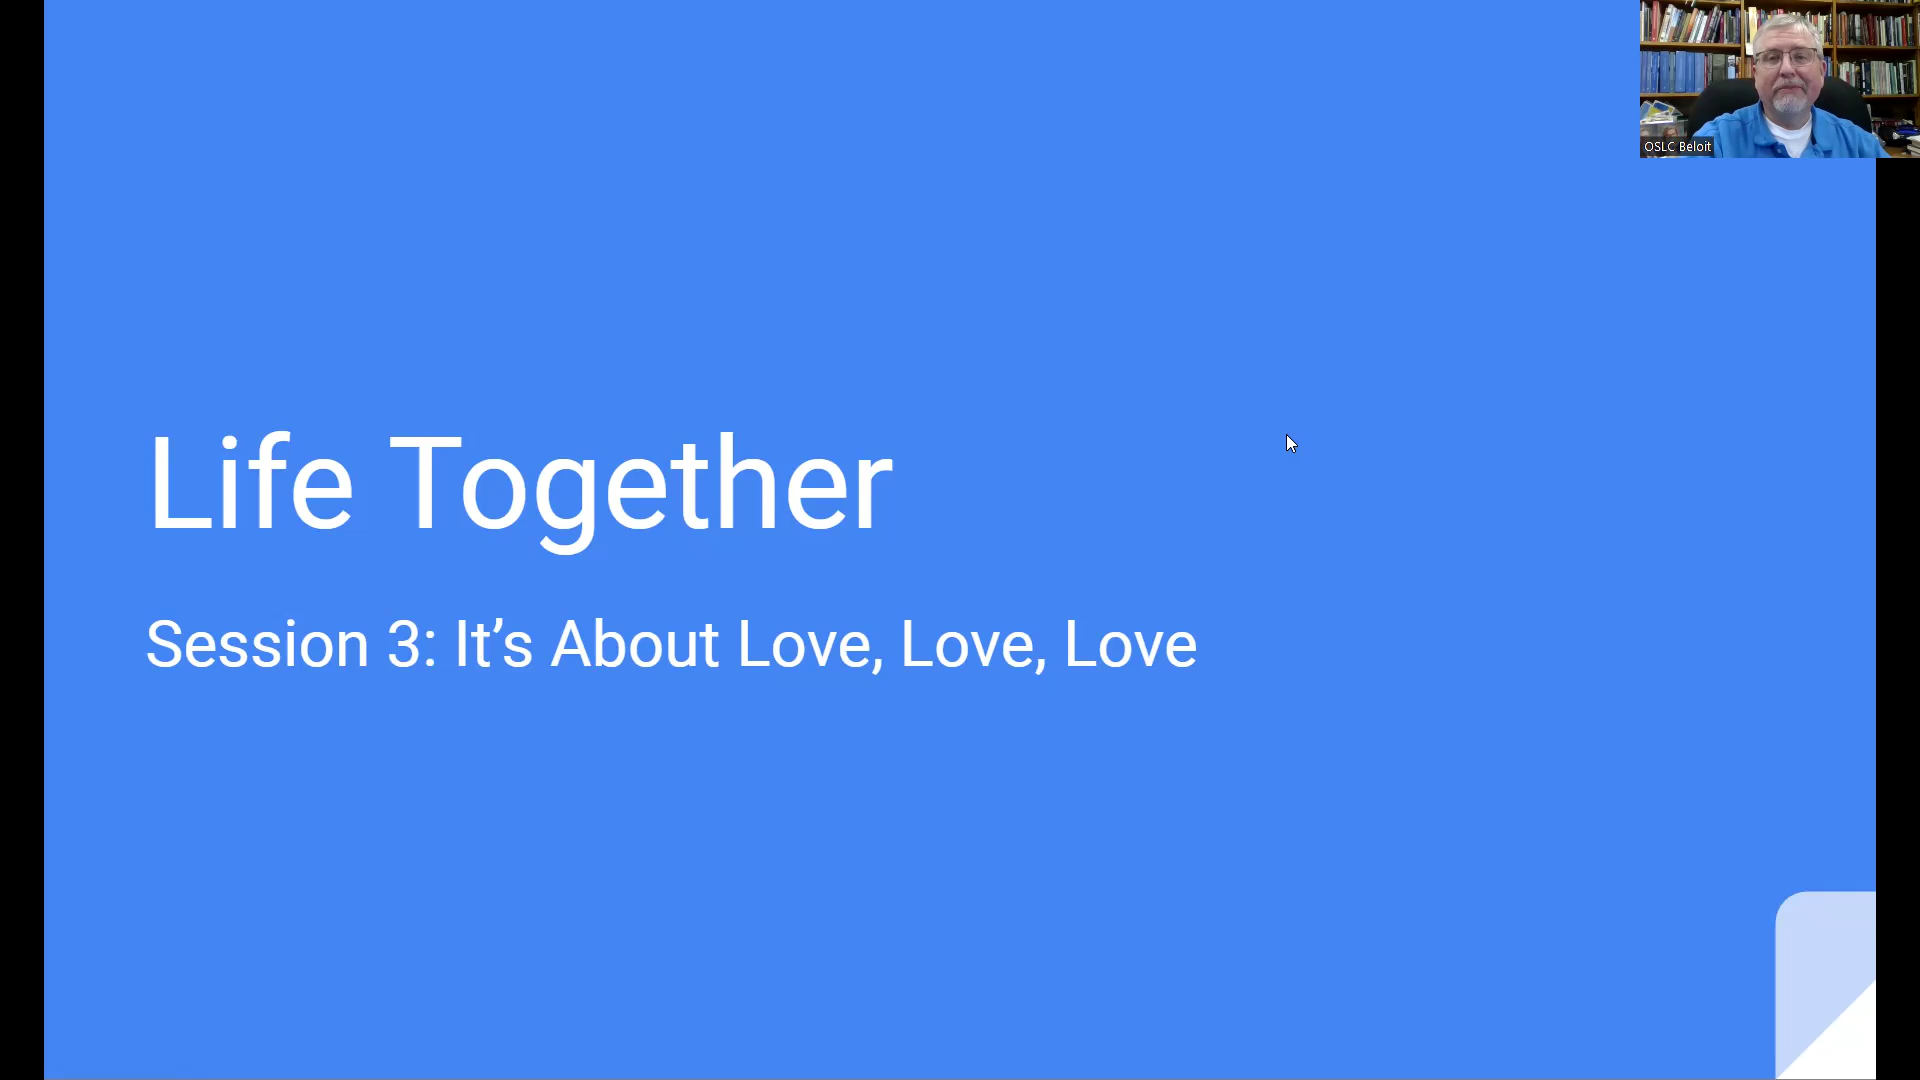 OSLC Beloit
Life Together
Session 3: It’s About Love, Love, Love